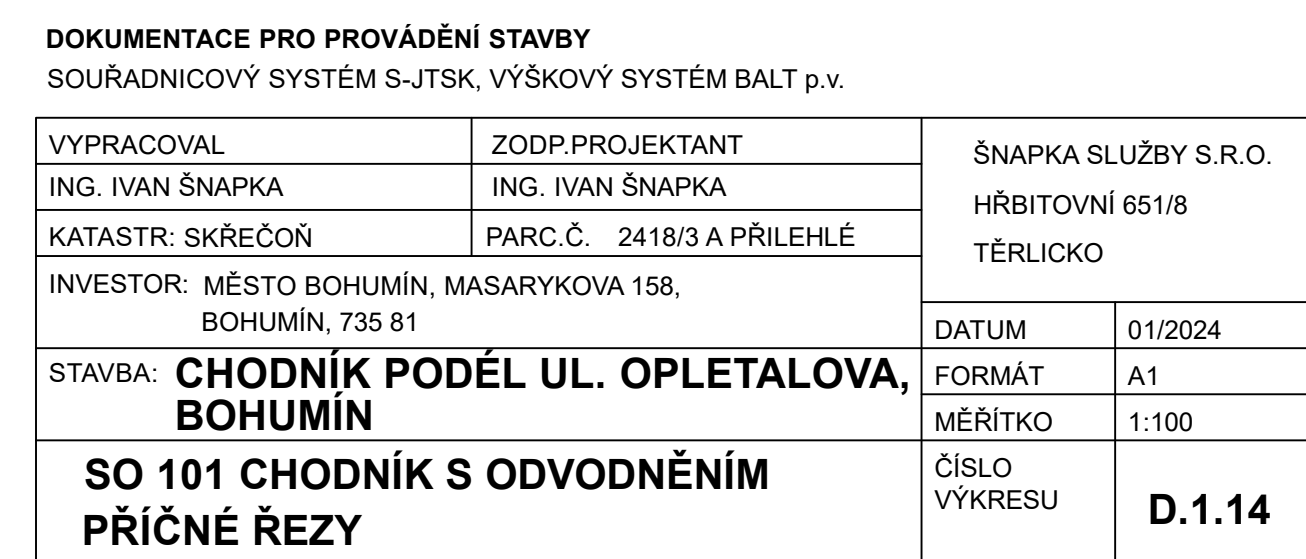 DOKUMENTACE PRO PROVÁDĚNÍ STAVBY
SOUŘADNICOVÝ SYSTÉM S-JTSK, VÝŠKOVÝ SYSTÉM BALT p.v.
VYPRACOVAL
ZODP.PROJEKTANT
ING. IVAN ŠNAPKA
ING. IVAN ŠNAPKA
KATASTR: SKŘEČOŇ
PARC.Č. 2418/3 A PŘILEHLÉ
ŠNAPKA SLUŽBY S.R.O.
HŘBITOVNÍ 651/8
TĚRLICKO
INVESTOR: MĚSTO BOHUMÍN, MASARYKOVA 158,
BOHUMÍN, 735 81
DATUM 01/2024
STAVBA: CHODNÍK PODÉL UL. OPLETALOVA,
BOHUMÍN
FORMÁT A1
MĚŘÍTKO 1:100
SO 101 CHODNÍK S ODVODNĚNÍM
PŘÍČNÉ ŘEZY
ČÍSLO
VÝKRESU
D.1.14